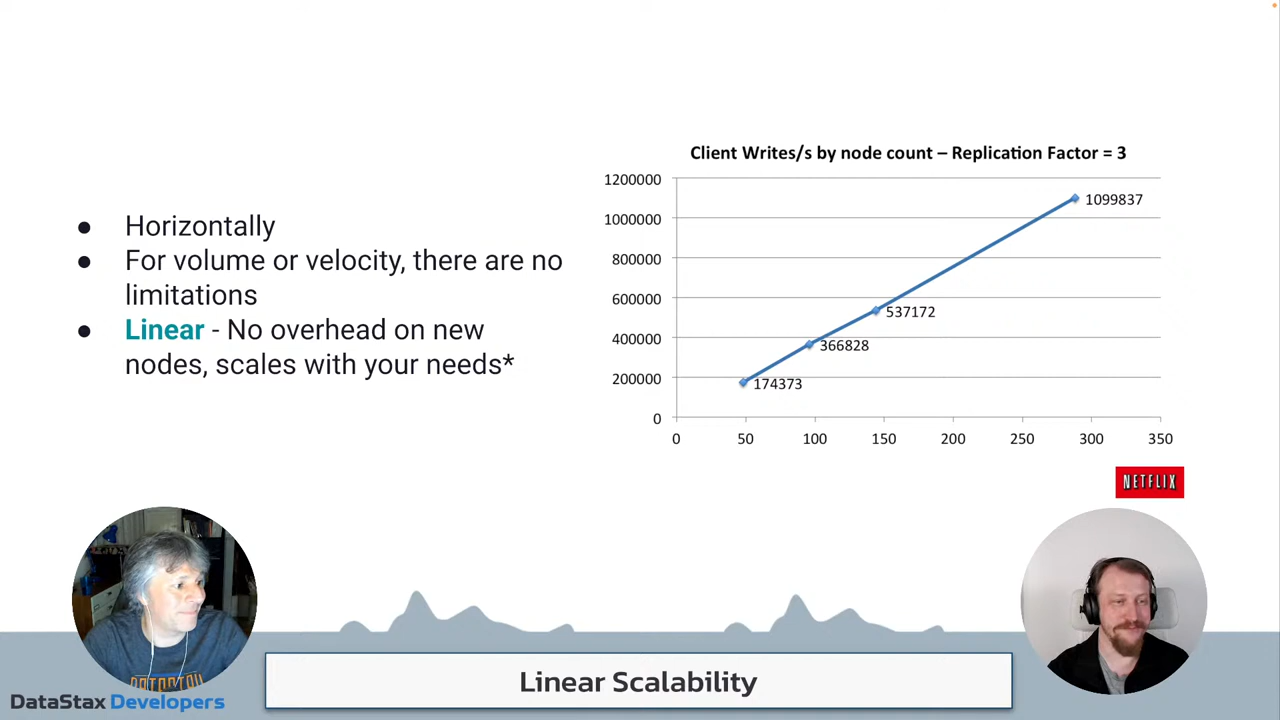 ● Horizontally
● For volume or velocity, there are no
limitations
● Linear - No overhead on new
nodes, scales with your needs*
Client Writes/s by node count – Replication Factor = 3
1200000
1000000
800000
600000
400000
200000
0
1099837
537172
366828
174373
0 50 100 150 200 250 300 350
NETFLIX
Linear Scalability
DataStax Developers